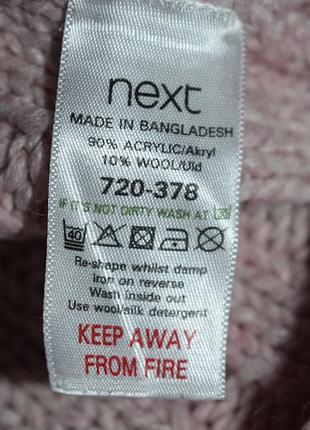 next
MADE IN BANGLADESH
90% ACRYLIC/Akryl
10% WOOL/Uld
720-378
IF IT'S NOT DIRTY WASH AT
40
Re-shape whilst damp
Iron on reverse
Wash inside out
Use wool/silk detergent
KEEP AWAY
FROM FIRE